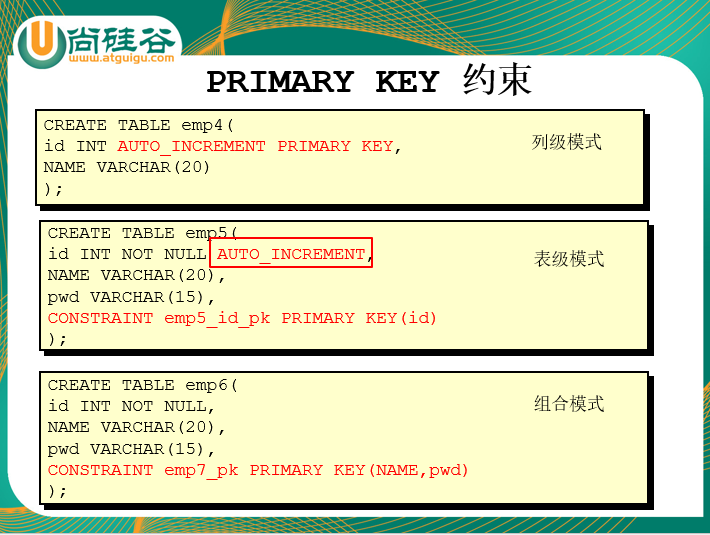 尚硅谷
www.atguigu.com
PRIMARY KEY 约束
CREATE TABLE emp4(
id INT AUTO_INCREMENT PRIMARY KEY,
NAME VARCHAR(20)
);
列级模式
CREATE TABLE emp5(
id INT NOT NULL AUTO_INCREMENT,
NAME VARCHAR(20),
pwd VARCHAR(15),
CONSTRAINT emp5_id_pk PRIMARY KEY(id)
);
表级模式
CREATE TABLE emp6(
id INT NOT NULL,
NAME VARCHAR(20),
pwd VARCHAR(15),
CONSTRAINT emp7_pk PRIMARY KEY(NAME,pwd)
);
组合模式